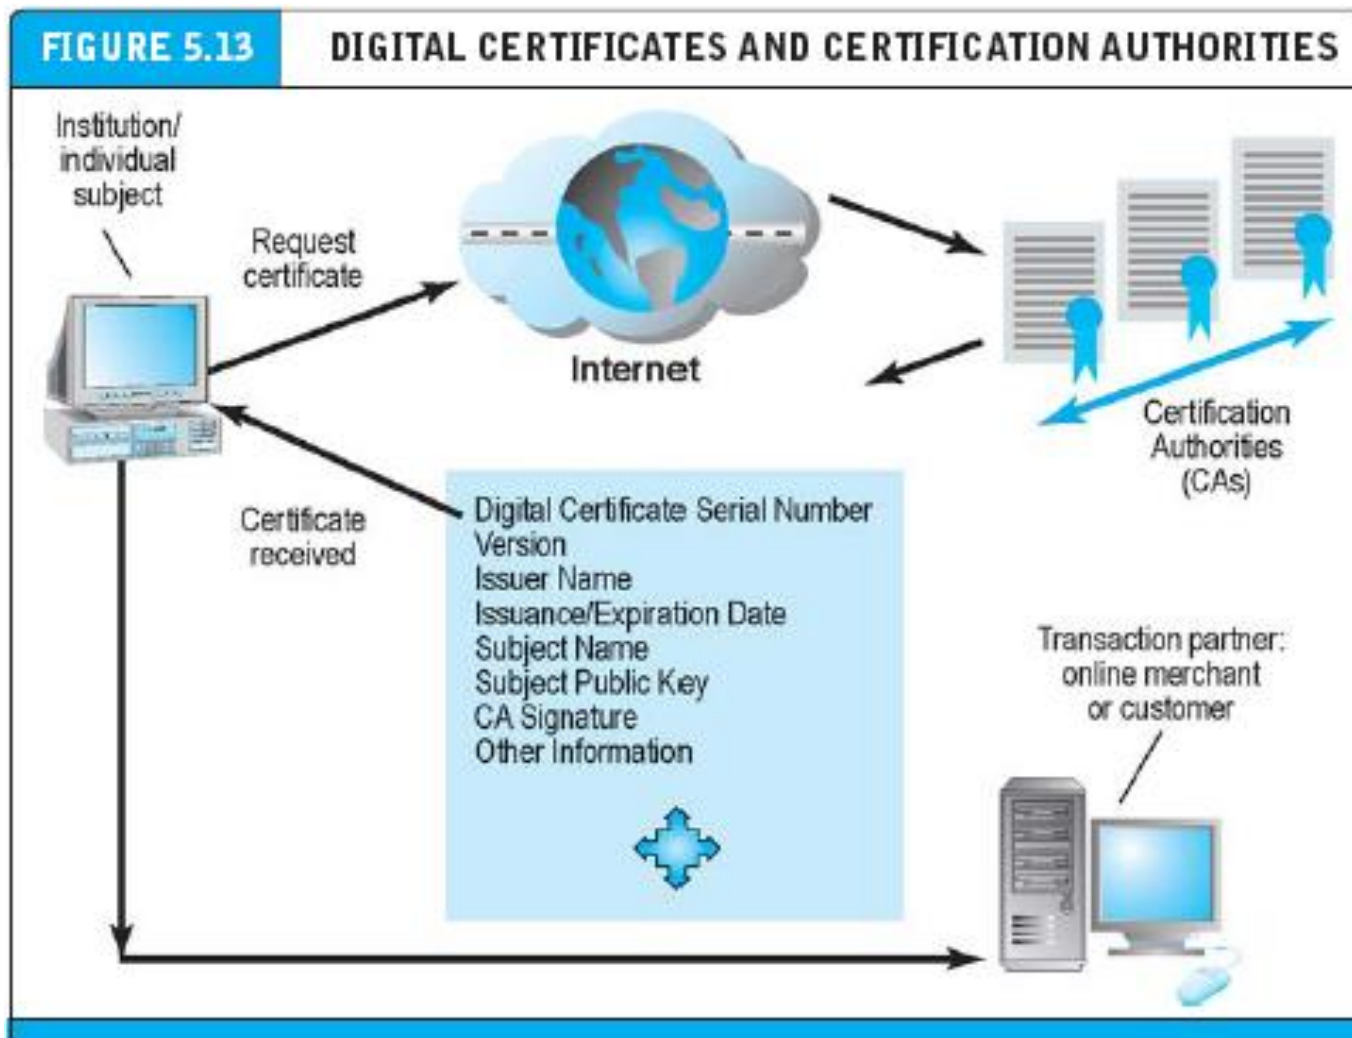 FIGURE 5.13
DIGITAL CERTIFICATES AND CERTIFICATION AUTHORITIES
Institution/
individual
subject
Request
certificate
Internet
Certification
Authorities
(CAs)
Certificate
received
Digital Certificate Serial Number
Version
Issuer Name
Issuance/Expiration Date
Subject Name
Subject Public Key
CA Signature
Other Information
Transaction partner:
online merchant
or customer